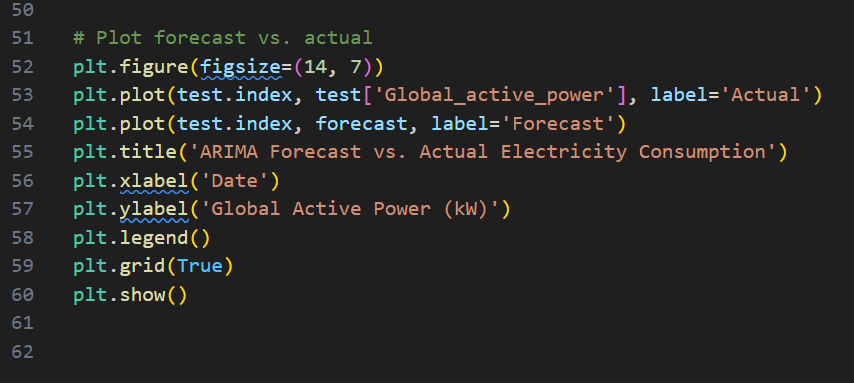 50
51 # Plot forecast vs. actual
52 plt.figure(figsize=(14, 7))
53 plt.plot(test.index, test['Global_active_power'], label='Actual')
54 plt.plot(test.index, forecast, label='Forecast')
55 plt.title('ARIMA Forecast vs. Actual Electricity Consumption')
56 plt.xlabel('Date')
57 plt.ylabel('Global Active Power (kW)')
58 plt.legend()
59 plt.grid(True)
60 plt.show()
61
62